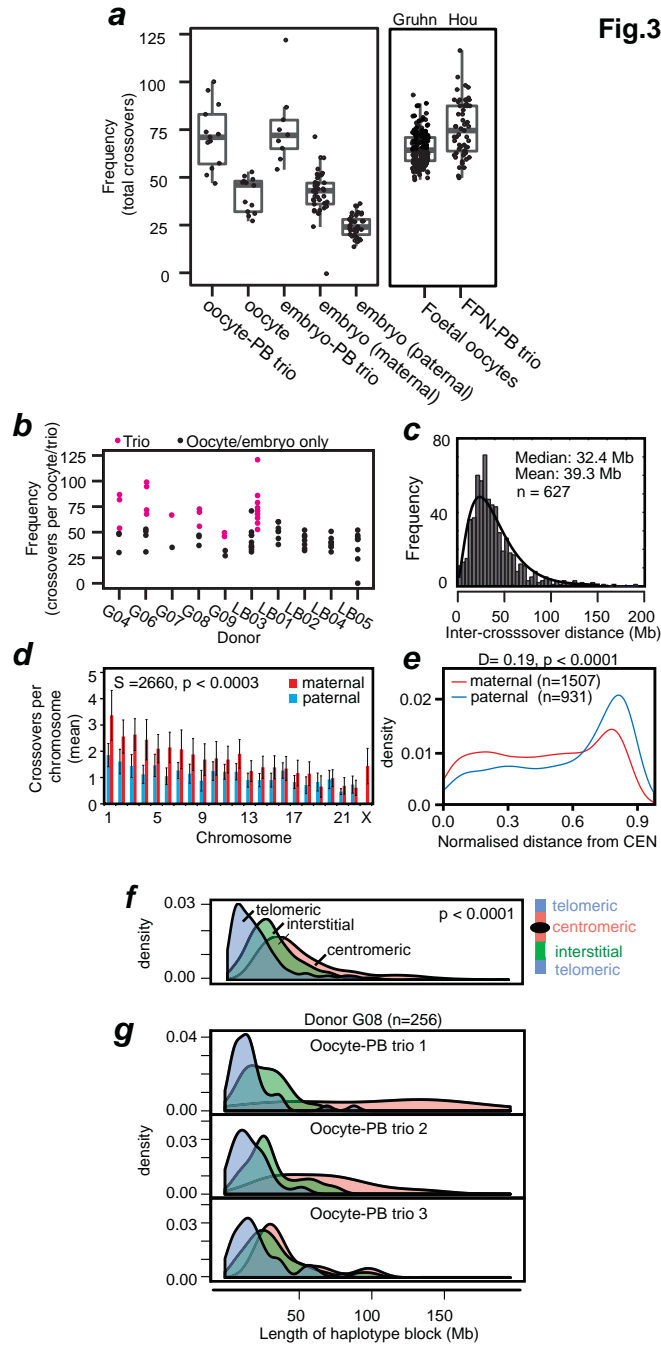 Fig.3
a
Gruhn Hou
Frequency
(total crossovers)
125
100
75
50
25
0
oocyte-PB trio
oocyte
embryo-PB trio
embryo (maternal)
embryo (paternal)
Foetal oocytes
FPN-PB trio
b
Trio
Oocyte/embryo only
Frequency
(crossovers per oocyte/trio)
125
100
75
50
25
0
G04
G06
G07
G08
G09
LB03
LB01
LB02
LB04
LB05
Donor
c
80
40
0
Frequency
Median: 32.4 Mb
Mean: 39.3 Mb
n = 627
0 50 100 150 200
Inter-crosssover distance (Mb)
d
S =2660, p < 0.0003
maternal
paternal
Crossovers per
chromosome
(mean)
5
4
3
2
1
0
1 5 9 13 17 21 X
Chromosome
e
D= 0.19, p < 0.0001
maternal (n=1507)
paternal (n=931)
density
0.02
0.01
0.00
0.0 0.3 0.6 0.9
Normalised distance from CEN
f
0.03
0.00
density
telomeric
interstitial
centromeric
p < 0.0001
telomeric
centromeric
interstitial
telomeric
g
Donor G08 (n=256)
Oocyte-PB trio 1
0.04
0.00
Oocyte-PB trio 2
0.03
0.00
density
Oocyte-PB trio 3
0.03
0.00
50 100 150
Length of haplotype block (Mb)